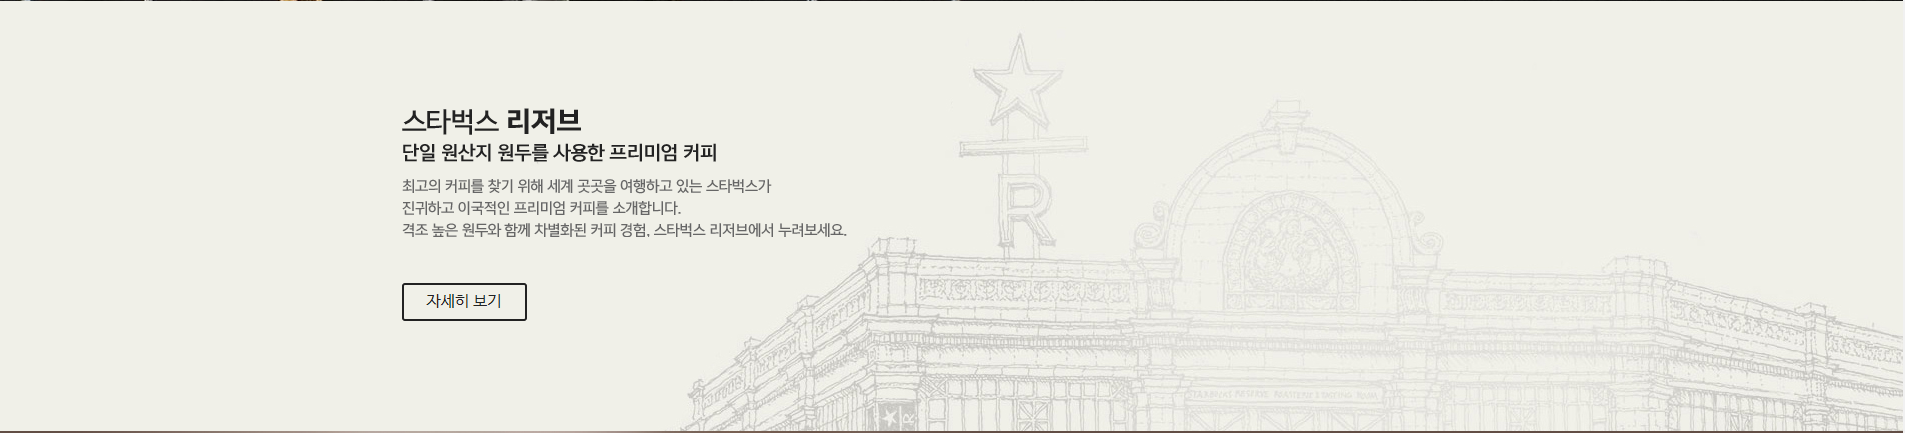 스타벅스 리저브
단일 원산지 원두를 사용한 프리미엄 커피
최고의 커피를 찾기 위해 세계 곳곳을 여행하고 있는 스타벅스가
진귀하고 이국적인 프리미엄 커피를 소개합니다.
격조 높은 원두와 함께 차별화된 커피 경험, 스타벅스 리저브에서 누려보세요.
자세히 보기
R
R